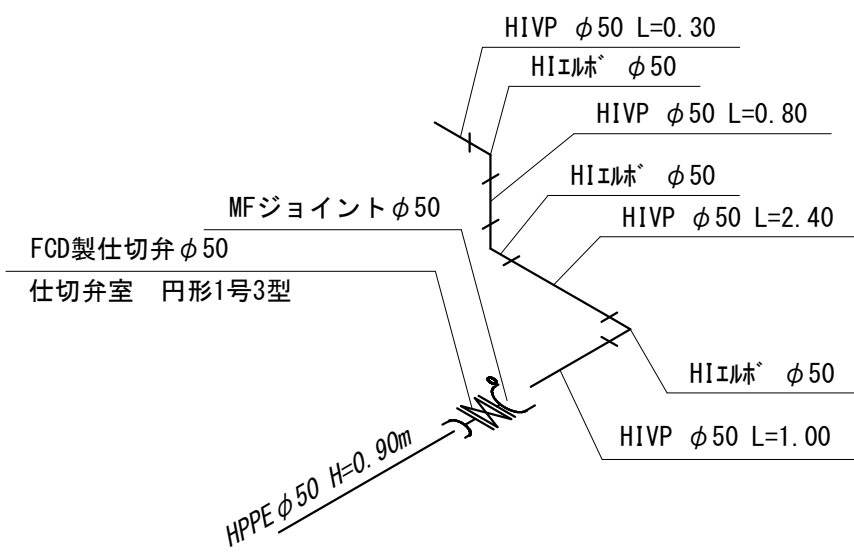 HIVP φ50 L=0.30
HIｴﾙﾎﾞ φ50
HIVP φ50 L=0.80
HIｴﾙﾎﾞ φ50
MFジョイントφ50
HIVP φ50 L=2.40
FCD製仕切弁φ50
仕切弁室　円形1号3型
HIｴﾙﾎﾞ φ50
HIVP φ50 L=1.00
HPPEφ50 H=0.90m